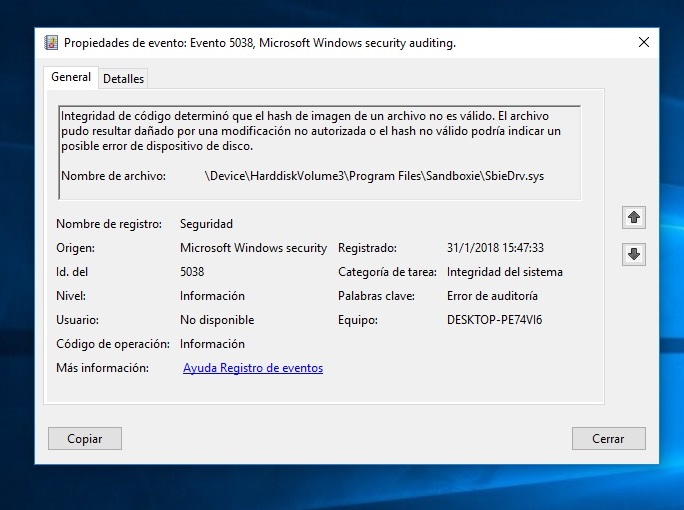 Propiedades de evento: Evento 5038, Microsoft Windows security auditing.
General
Detalles
Integridad de código determinó que el hash de imagen de un archivo no es válido. El archivo
pudo resultar dañado por una modificación no autorizada o el hash no válido podría indicar un
posible error de dispositivo de disco.
Nombre de archivo: \Device\HarddiskVolume3\Program Files\Sandboxie\SbieDrv.sys
Nombre de registro: Seguridad
Origen: Microsoft Windows security Registrado: 31/1/2018 15:47:33
Id. del 5038 Categoría de tarea: Integridad del sistema
Nivel: Información Palabras clave: Error de auditoría
Usuario: No disponible Equipo: DESKTOP-PE74VI6
Código de operación: Información
Más información: Ayuda Registro de eventos
Copiar
Cerrar